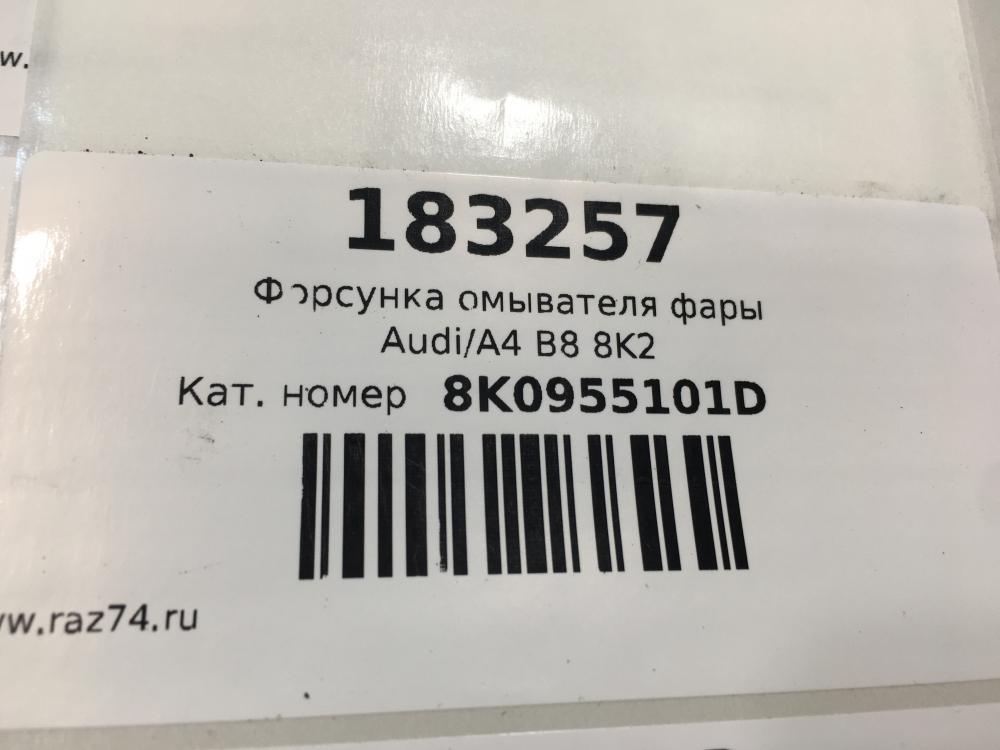 w.
183257
Форсунка омывателя фары
Audi/A4 B8 8K2
Кат. номер 8K0955101D
w.raz74.ru